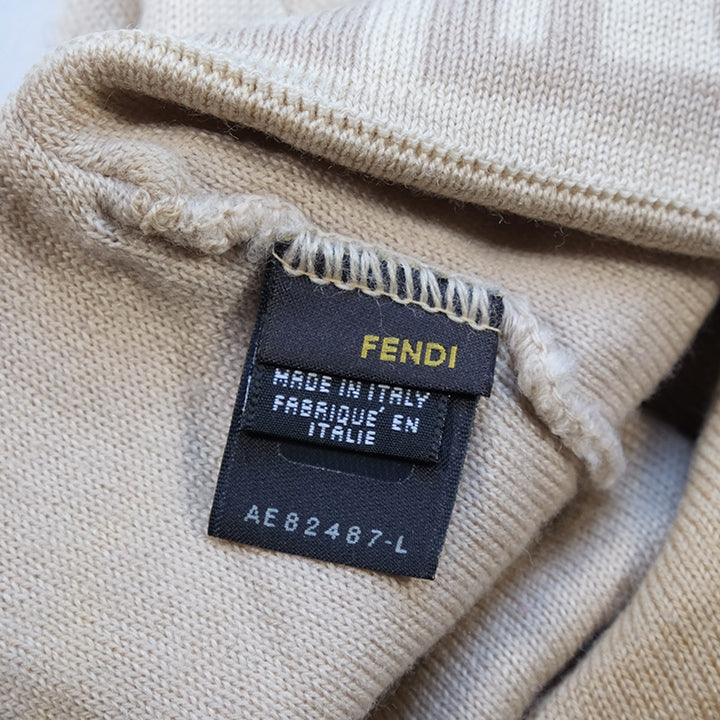 FENDI
MADE IN ITALY
FABRIQUE´ EN
ITALIE
AE82487-L